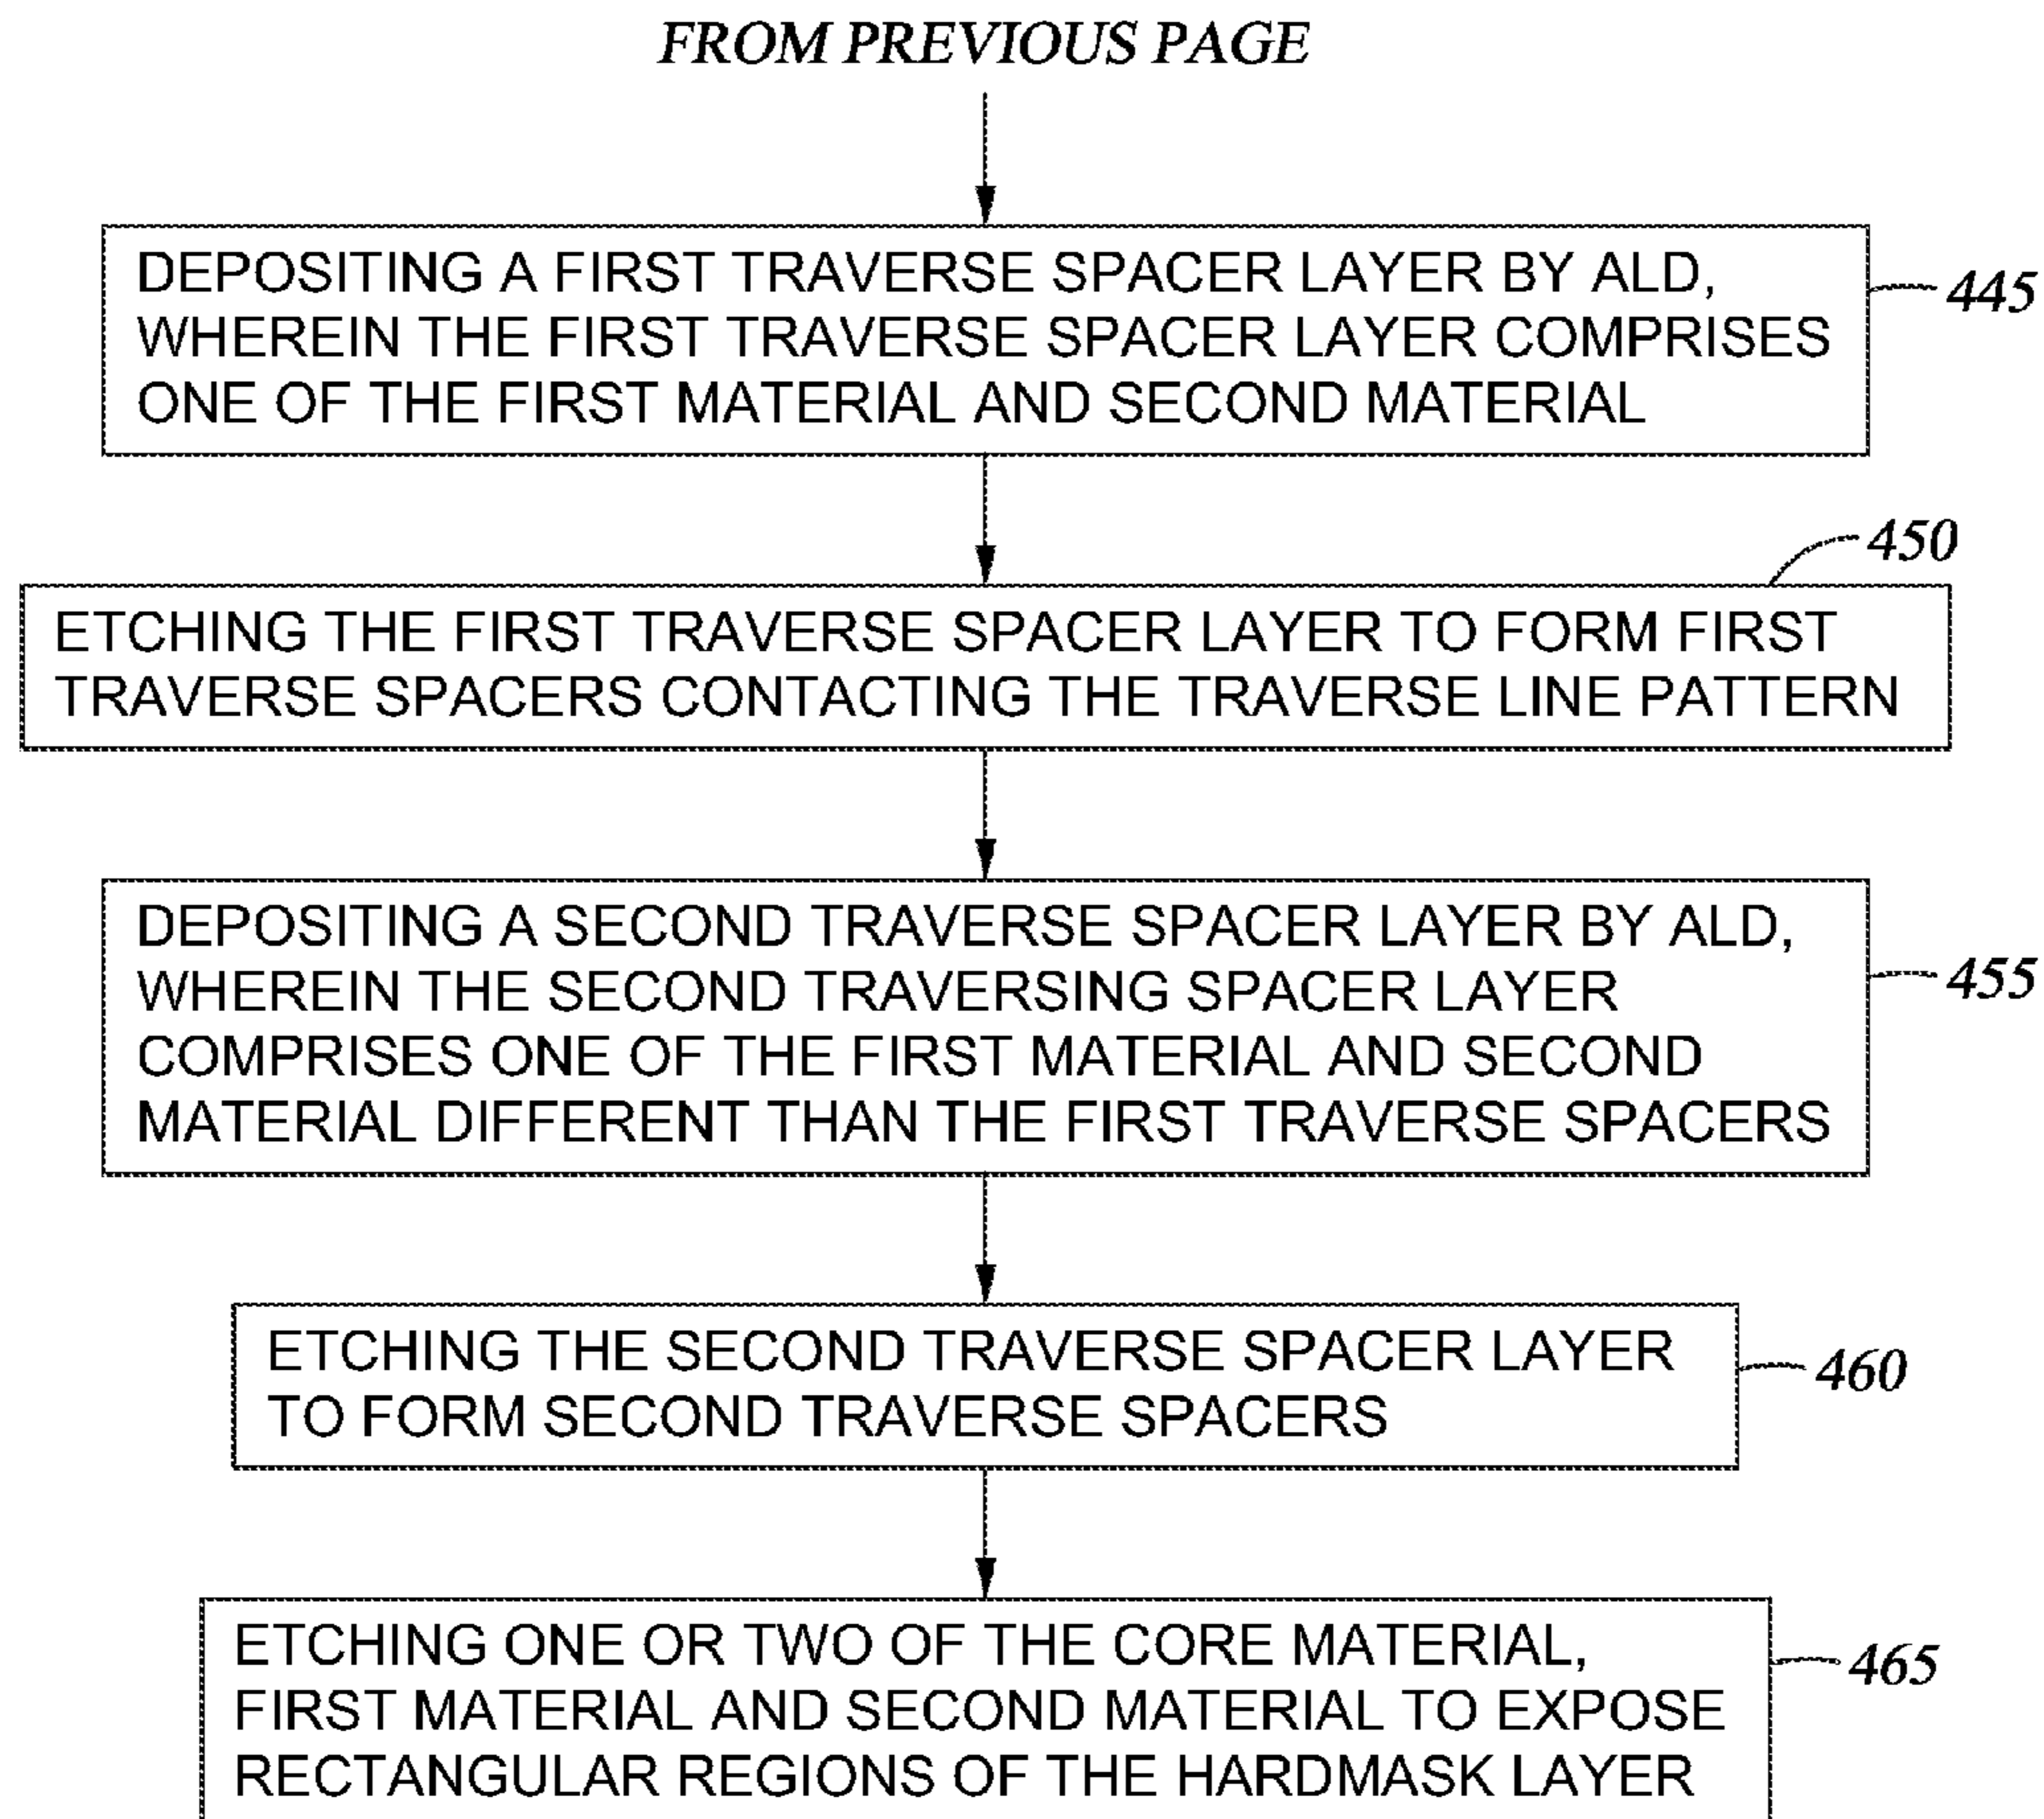 FROM PREVIOUS PAGE
DEPOSITING A FIRST TRAVERSE SPACER LAYER BY ALD,
WHEREIN THE FIRST TRAVERSE SPACER LAYER COMPRISES
ONE OF THE FIRST MATERIAL AND SECOND MATERIAL
445
450
ETCHING THE FIRST TRAVERSE SPACER LAYER TO FORM FIRST
TRAVERSE SPACERS CONTACTING THE TRAVERSE LINE PATTERN
DEPOSITING A SECOND TRAVERSE SPACER LAYER BY ALD,
WHEREIN THE SECOND TRAVERSING SPACER LAYER
COMPRISES ONE OF THE FIRST MATERIAL AND SECOND
MATERIAL DIFFERENT THAN THE FIRST TRAVERSE SPACERS
455
ETCHING THE SECOND TRAVERSE SPACER LAYER
TO FORM SECOND TRAVERSE SPACERS
460
ETCHING ONE OR TWO OF THE CORE MATERIAL,
FIRST MATERIAL AND SECOND MATERIAL TO EXPOSE
RECTANGULAR REGIONS OF THE HARDMASK LAYER
465